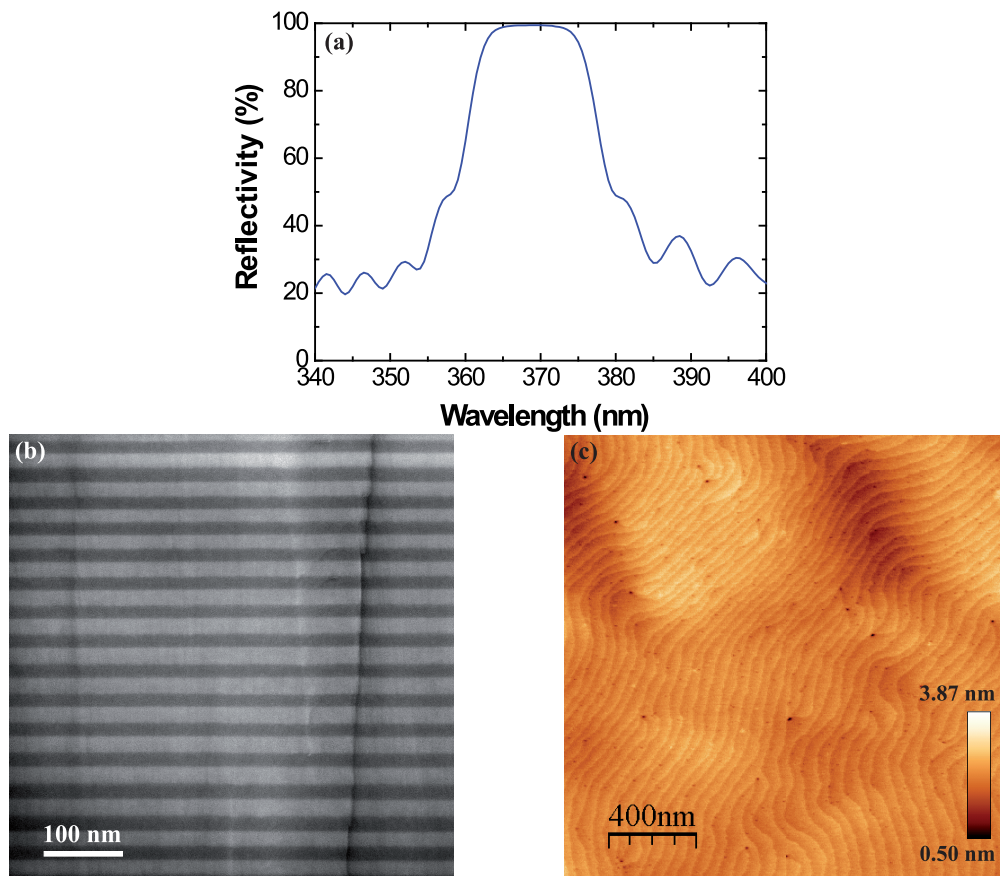 100
(a)
80
60
40
20
0
Reflectivity (%)
340 350 360 370 380 390 400
Wavelength (nm)
(b)
100 nm
(c)
3.87 nm
400nm
0.50 nm